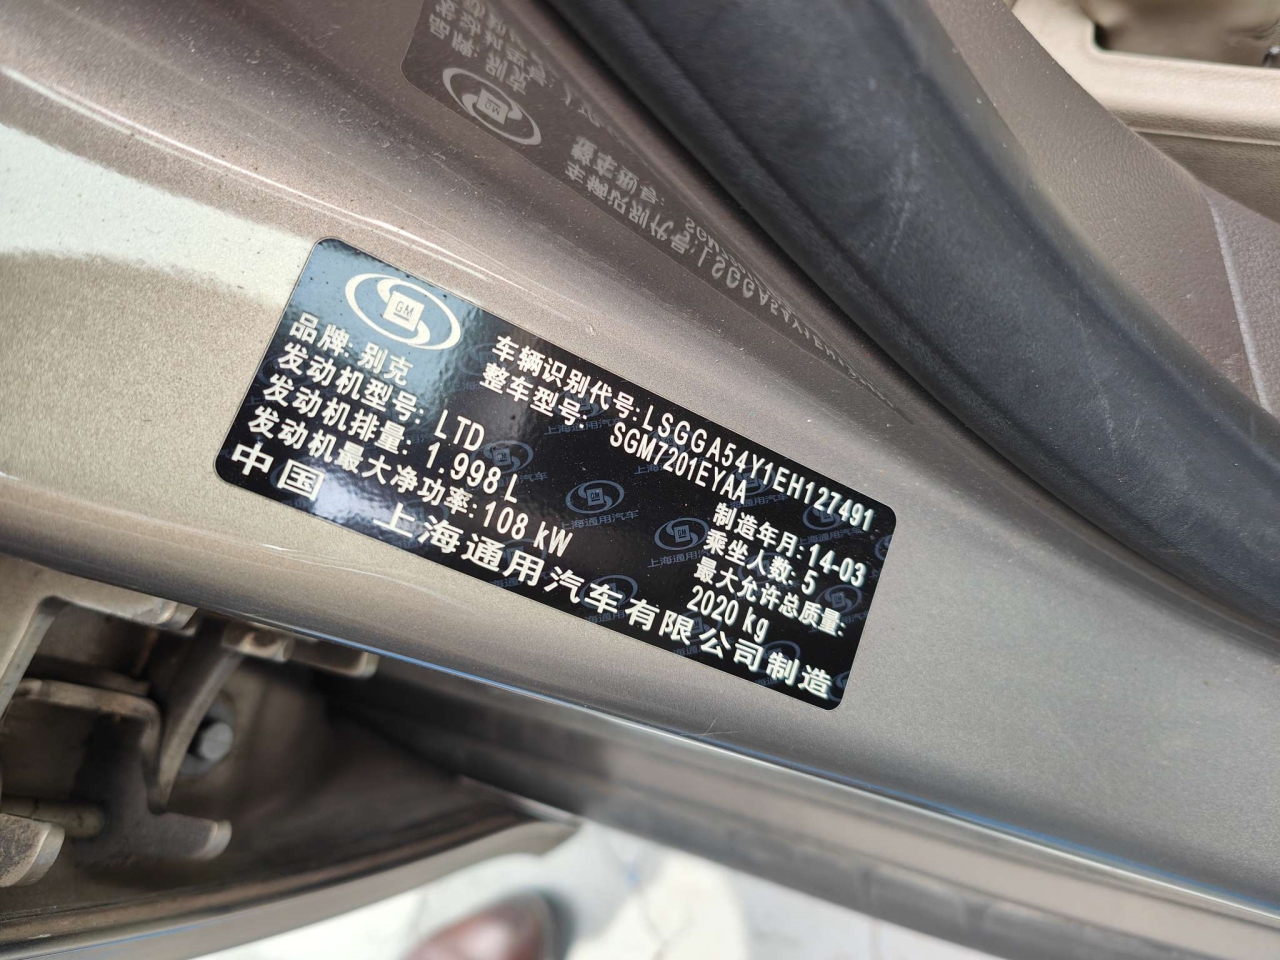 GM
品牌: 别克
车辆识别代号: LSGGA54Y1EH127491
发动机型号: LTD
整车型号: SGM7201EYAA
发动机排量: 1.998 L
制造年月: 14-03
发动机最大净功率: 108 kW
乘坐人数: 5
最大允许总质量:
2020 kg
中国 上海通用汽车有限公司制造